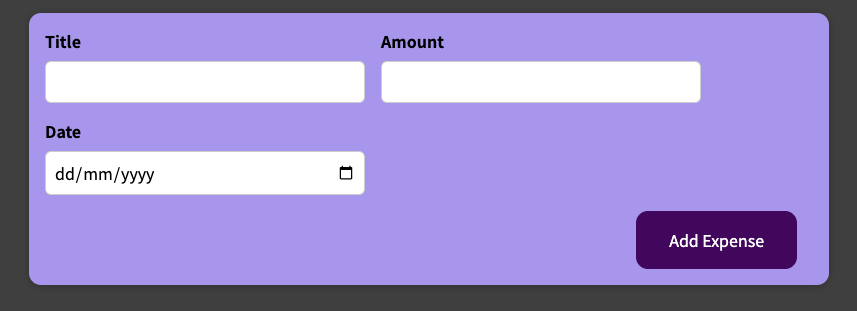 Title
Amount
Date
dd/mm/yyyy
Add Expense